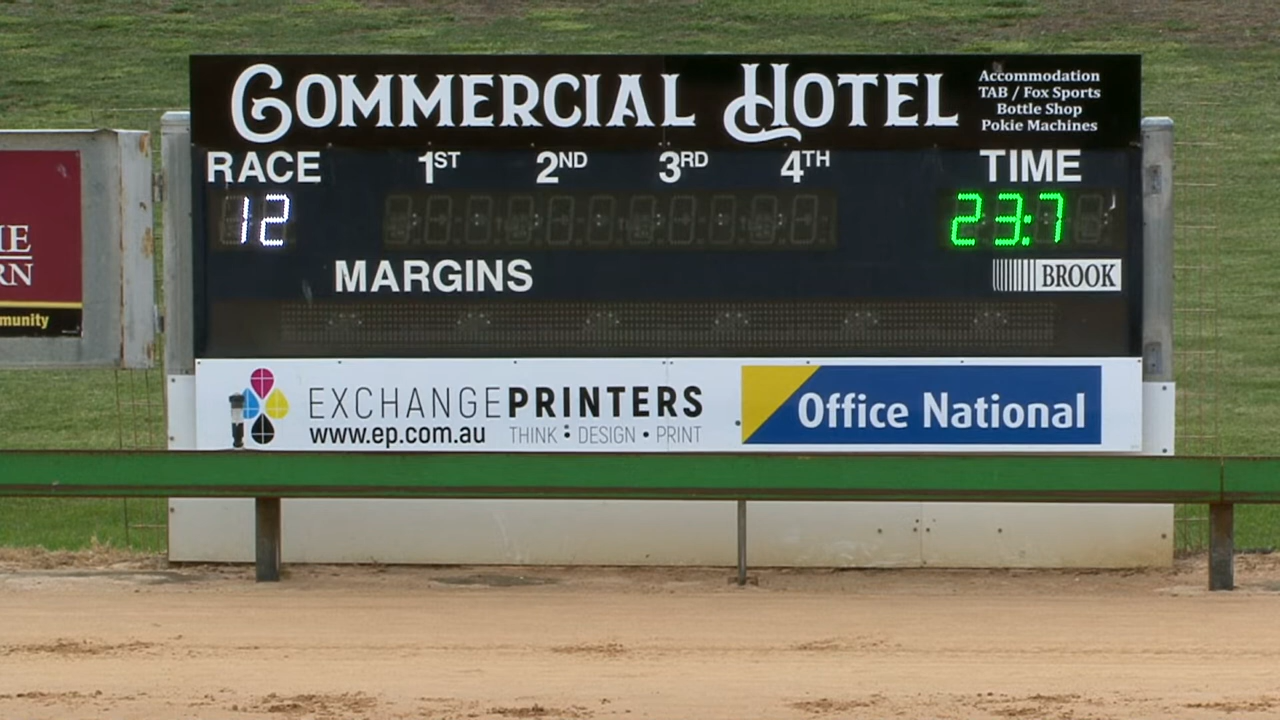 COMMERCIAL HOTEL
Accommodation
TAB / Fox Sports
Bottle Shop
Pokie Machines
RACE 1ST 2ND 3RD 4TH TIME
12 23:7
MARGINS
BROOK
EXCHANGEPRINTERS
www.ep.com.au THINK • DESIGN • PRINT
Office National